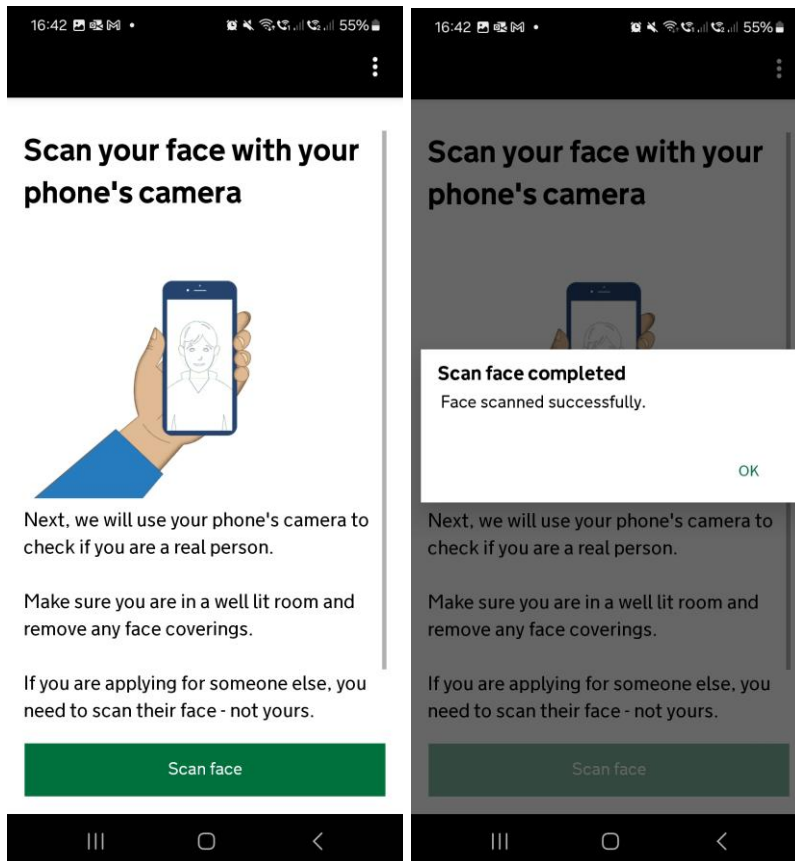 16:42
55%
Scan your face with your
phone's camera
Next, we will use your phone's camera to
check if you are a real person.
Make sure you are in a well lit room and
remove any face coverings.
If you are applying for someone else, you
need to scan their face - not yours.
Scan face
16:42
55%
Scan your face with your
phone's camera
Scan face completed
Face scanned successfully.
OK
Next, we will use your phone's camera to
check if you are a real person.
Make sure you are in a well lit room and
remove any face coverings.
If you are applying for someone else, you
need to scan their face - not yours.
Scan face